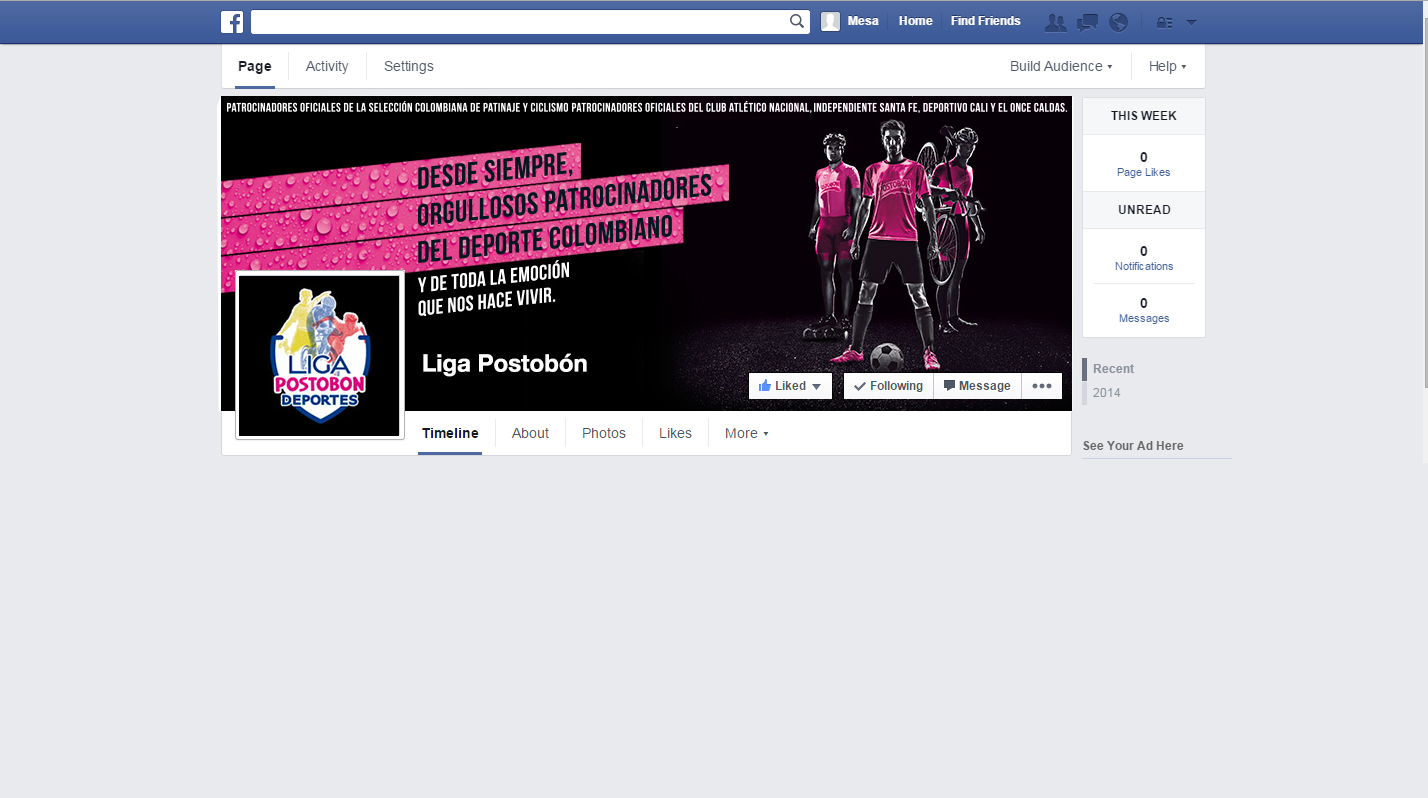 Mesa
Home
Find Friends
Page
Activity
Settings
Build Audience
Help
PATROCINADORES OFICIALES DE LA SELECCIÓN COLOMBIANA DE PATINAJE Y CICLISMO PATROCINADORES OFICIALES DEL CLUB ATLÉTICO NACIONAL, INDEPENDIENTE SANTA FE, DEPORTIVO CALI Y EL ONCE CALDAS.
DESDE SIEMPRE,
ORGULLOSOS PATROCINADORES
DEL DEPORTE COLOMBIANO
Y DE TODA LA EMOCIÓN
QUE NOS HACE VIVIR.
POSTOBÓN
LIGA
POSTOBON
DEPORTES
Liga Postobón
Liked
Following
Message
Timeline
About
Photos
Likes
More
THIS WEEK
0
Page Likes
UNREAD
0
Notifications
0
Messages
Recent
2014
See Your Ad Here